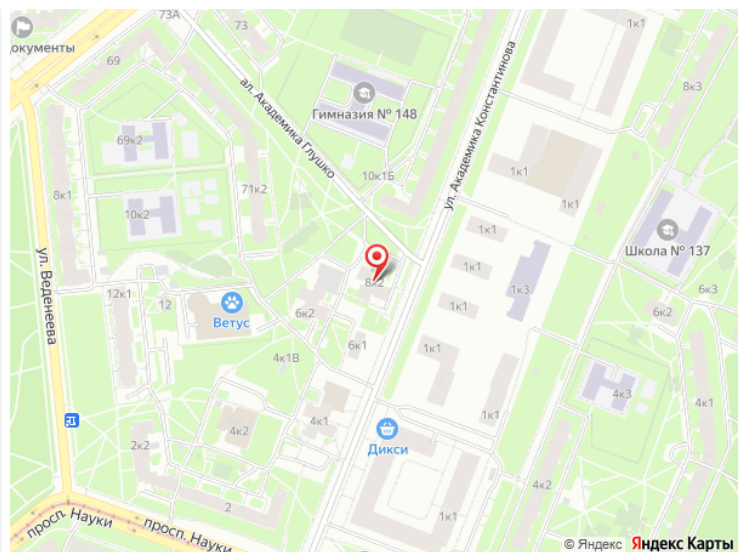 73А
73
1к1
документы
69
8к3
ал. Академика Глушко
ул. Академика Константинова
Гимназия № 148
69к2
1к1
10к1Б
8к1
71к2
1к1
10к2
1к1
Школа № 137
ул. Веденеева
1к1
8к2
12к1
12
6к3
1к3
1к1
Ветус
6к2
6к2
6к1
1к1
4к1В
4к3
4к1
4к1
1к1
4к2
Дикси
2к2
4к2
2
просп. Науки
просп. Науки
1к1
© Яндекс Яндекс Карты